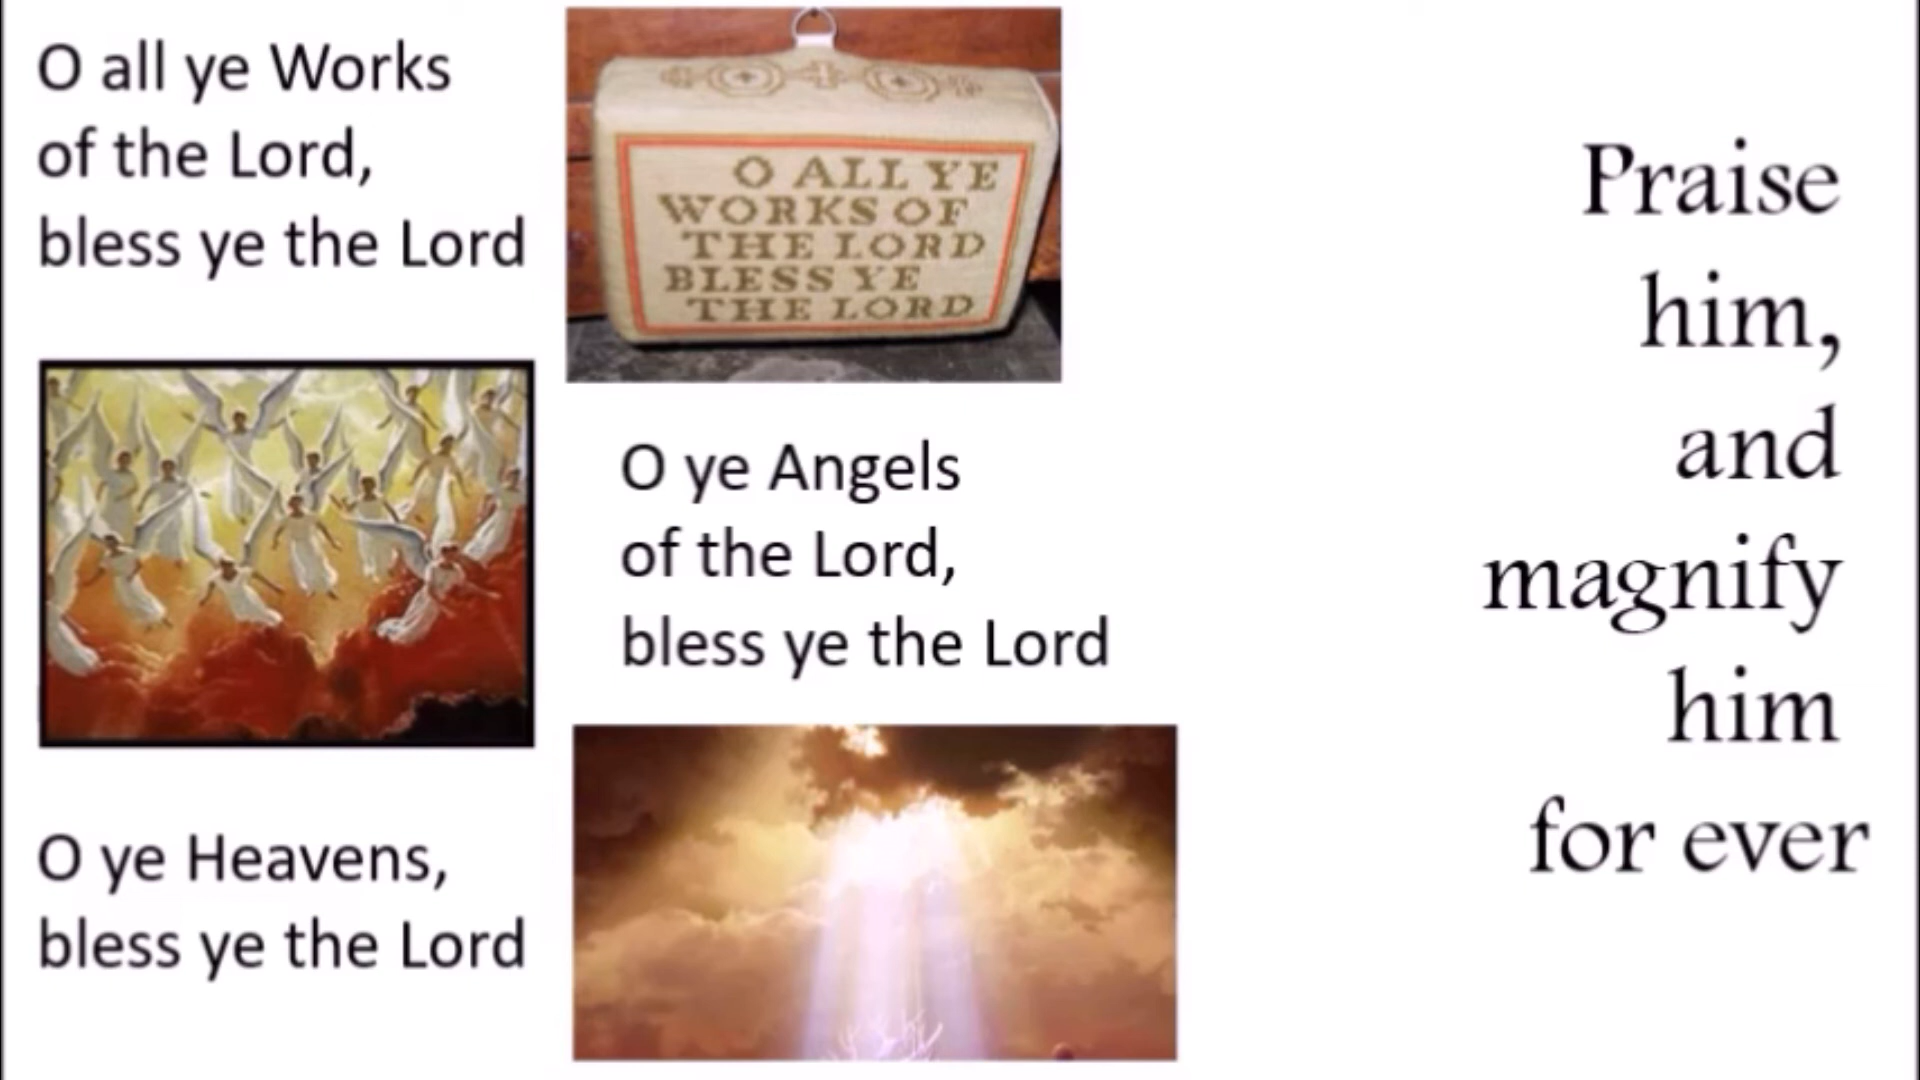 O all ye Works
of the Lord,
bless ye the Lord
O ALL YE
WORKS OF
THE LORD
BLESS YE
THE LORD
O ye Angels
of the Lord,
bless ye the Lord
O ye Heavens,
bless ye the Lord
Praise
him,
and
magnify
him
for ever